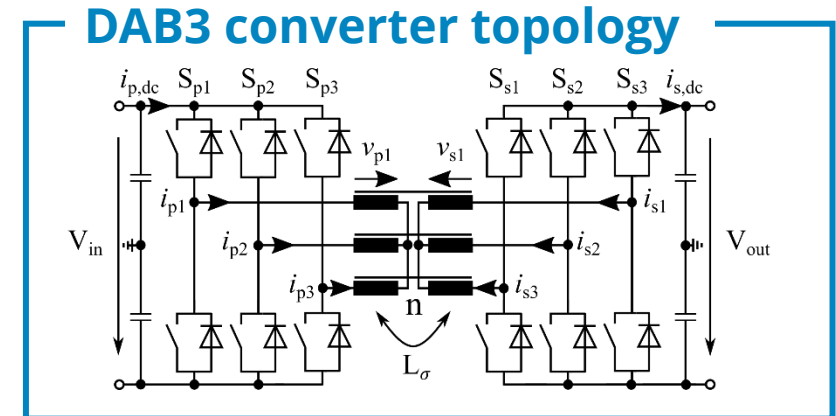 DAB3 converter topology
i_p,dc S_p1 S_p2 S_p3 S_s1 S_s2 S_s3 i_s,dc
v_p1 v_s1
i_p1 i_s1
V_in i_p2 i_s2 V_out
i_p3 i_s3
n
L_σ